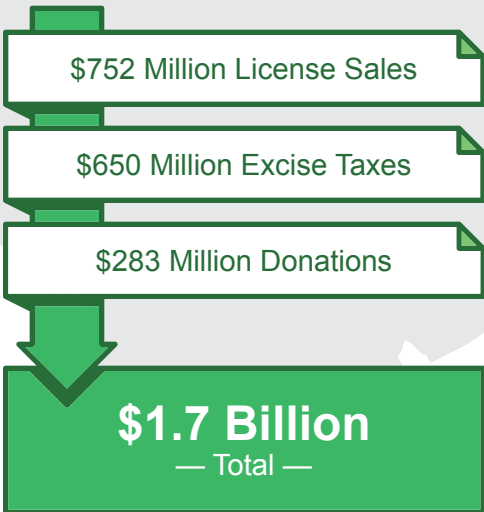 $752 Million License Sales
$650 Million Excise Taxes
$283 Million Donations
$1.7 Billion
— Total —